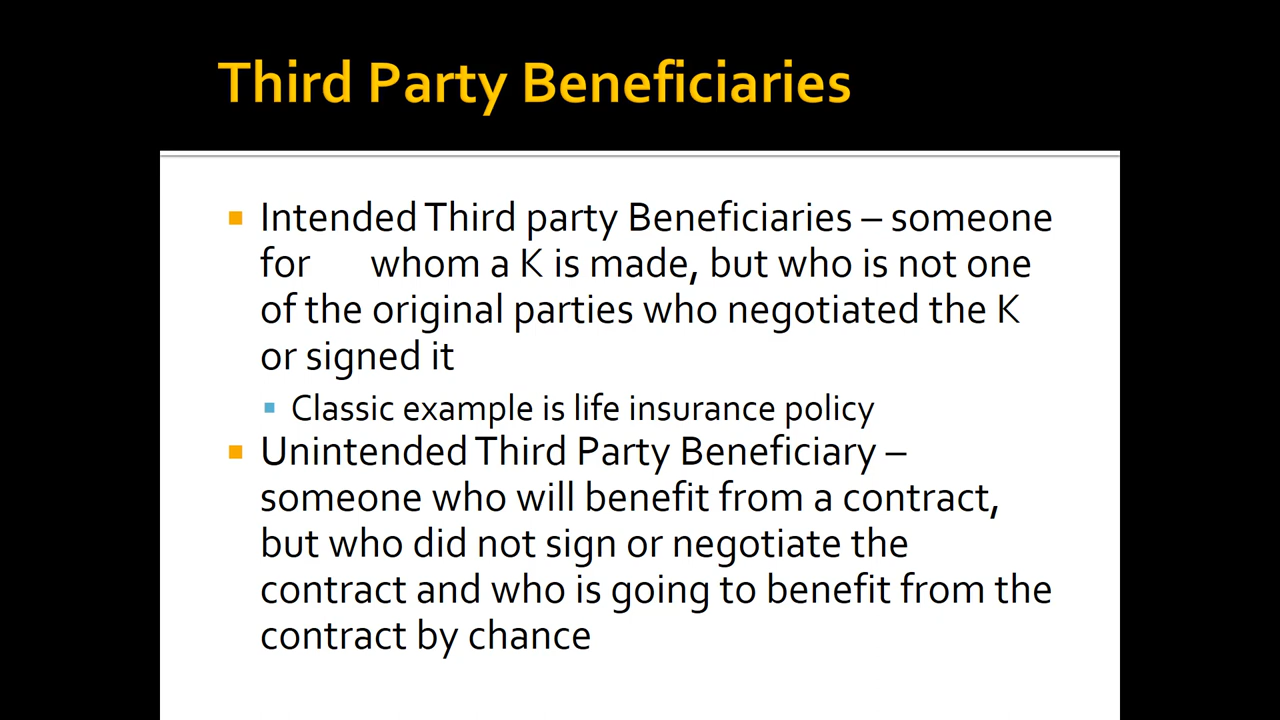 Third Party Beneficiaries
Intended Third party Beneficiaries – someone
for whom a K is made, but who is not one
of the original parties who negotiated the K
or signed it
Classic example is life insurance policy
Unintended Third Party Beneficiary –
someone who will benefit from a contract,
but who did not sign or negotiate the
contract and who is going to benefit from the
contract by chance